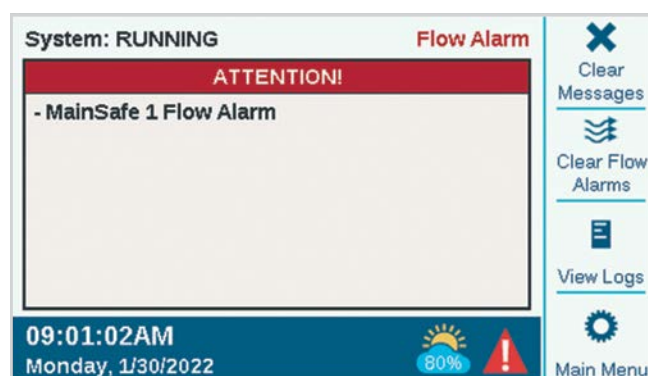 System: RUNNING
Flow Alarm
ATTENTION!
- MainSafe 1 Flow Alarm
09:01:02AM
Monday, 1/30/2022
80%
Clear
Messages
Clear Flow
Alarms
View Logs
Main Menu